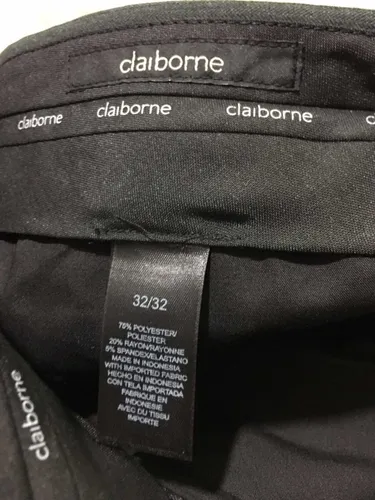 claiborne
claiborne claiborne claiborne c
32/32
75% POLYESTER/
POLIESTER
20% RAYON/RAYONNE
5% SPANDEX/ELASTANO
MADE IN INDONESIA
WITH IMPORTED FABRIC
HECHO EN INDONESIA
CON TELA IMPORTADA
FABRIQUE EN
INDONESIE
AVEC DU TISSU
IMPORTE
claiborne